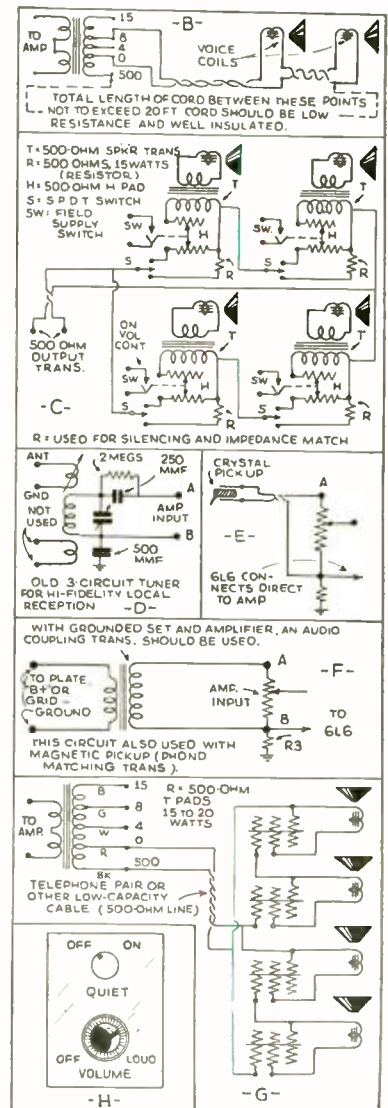 -B-
15
8
4
0
500
TO
AMP
VOICE
COILS
TOTAL LENGTH OF CORD BETWEEN THESE POINTS
NOT TO EXCEED 20 FT CORD SHOULD BE LOW
RESISTANCE AND WELL INSULATED.
T=500-OHM SPK'R TRANS
R=500 OHMS, 15 WATTS
(RESISTOR)
H=500-OHM H PAD
S=S P D T SWITCH
SW=FIELD
SUPPLY
SWITCH
T
SW
H
S
R
T
SW.
H
S
R
500 OHM
OUTPUT
TRANS.
-C-
ON
VOL
CONT
SW
H
T
S
R
SW
H
T
S
R
R=USED FOR SILENCING AND IMPEDANCE MATCH
ANT
GND
NOT
USED
2 MEGS
250
MMF
A
AMP
INPUT
B
500
MMF
OLD 3-CIRCUIT TUNER
FOR HI-FIDELITY LOCAL
RECEPTION -D-
CRYSTAL
PICKUP
A
-E-
6L6 CON-
NECTS DIRECT
TO AMP
WITH GROUNDED SET AND AMPLIFIER, AN AUDIO
COUPLING TRANS. SHOULD BE USED.
A
-F-
TO PLATE
B+ OR
GRID
GROUND
AMP.
INPUT
B
TO
6L6
R3
THIS CIRCUIT ALSO USED WITH
MAGNETIC PICKUP (PHONO
MATCHING TRANS).
TO
AMP.
B
15
G
8
W
4
R
0
500
BK
R=500-OHM
T PADS
15 TO 20
WATTS
TELEPHONE PAIR OR
OTHER LOW-CAPACITY
CABLE (500-OHM LINE)
OFF
ON
QUIET
OFF
LOUD
VOLUME
-H-
-G-